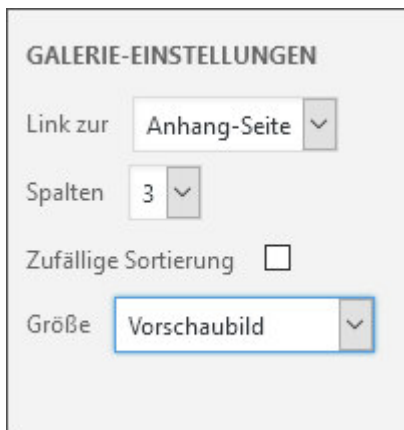 GALERIE-EINSTELLUNGEN
Link zur Anhang-Seite
Spalten 3
Zufällige Sortierung
Größe Vorschaubild